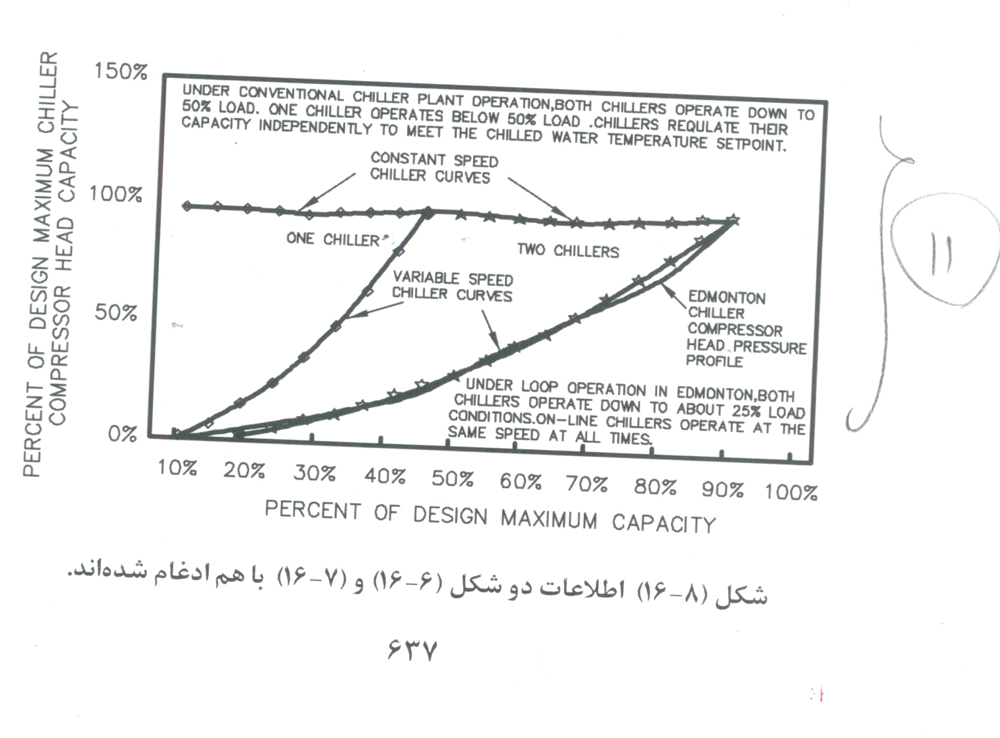 PERCENT OF DESIGN MAXIMUM CHILLER
COMPRESSOR HEAD CAPACITY
150%
100%
50%
0%
UNDER CONVENTIONAL CHILLER PLANT OPERATION,BOTH CHILLERS OPERATE DOWN TO
50% LOAD. ONE CHILLER OPERATES BELOW 50% LOAD .CHILLERS REQULATE THEIR
CAPACITY INDEPENDENTLY TO MEET THE CHILLED WATER TEMPERATURE SETPOINT.
CONSTANT SPEED
CHILLER CURVES
ONE CHILLER
TWO CHILLERS
VARIABLE SPEED
CHILLER CURVES
EDMONTON
CHILLER
COMPRESSOR
HEAD PRESSURE
PROFILE
UNDER LOOP OPERATION IN EDMONTON,BOTH
CHILLERS OPERATE DOWN TO ABOUT 25% LOAD
CONDITIONS.ON-LINE CHILLERS OPERATE AT THE
SAME SPEED AT ALL TIMES.
10% 20% 30% 40% 50% 60% 70% 80% 90% 100%
PERCENT OF DESIGN MAXIMUM CAPACITY
11
شکل (۸-۱۶) اطلاعات دو شکل (۶-۱۶) و (۷-۱۶) با هم ادغام شده‌اند.
۶۳۷